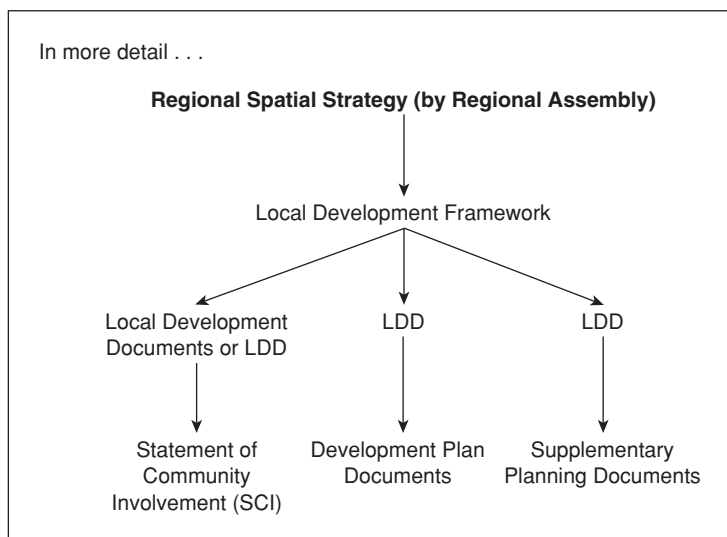 In more detail . . .
Regional Spatial Strategy (by Regional Assembly)
Local Development Framework
Local Development
Documents or LDD
LDD
LDD
Statement of
Community
Involvement (SCI)
Development Plan
Documents
Supplementary
Planning Documents